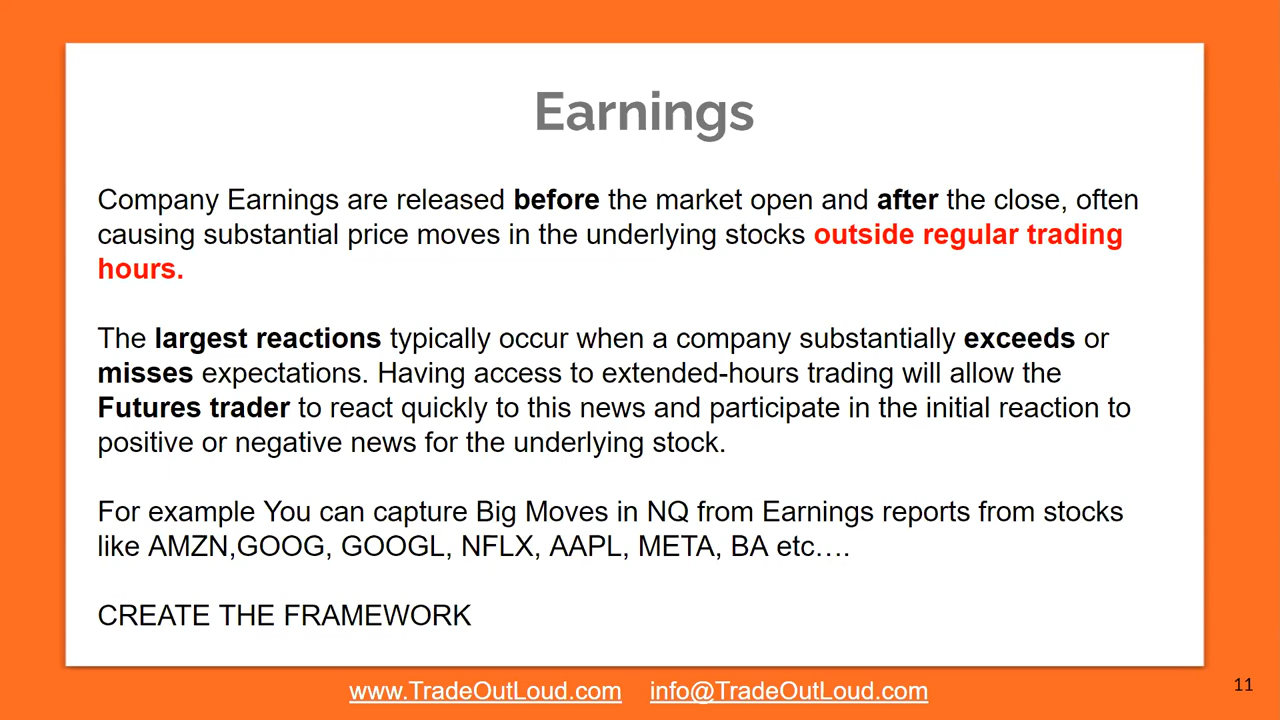 Earnings
Company Earnings are released before the market open and after the close, often
causing substantial price moves in the underlying stocks outside regular trading
hours.
The largest reactions typically occur when a company substantially exceeds or
misses expectations. Having access to extended-hours trading will allow the
Futures trader to react quickly to this news and participate in the initial reaction to
positive or negative news for the underlying stock.
For example You can capture Big Moves in NQ from Earnings reports from stocks
like AMZN,GOOG, GOOGL, NFLX, AAPL, META, BA etc….
CREATE THE FRAMEWORK
www.TradeOutLoud.com info@TradeOutLoud.com
11